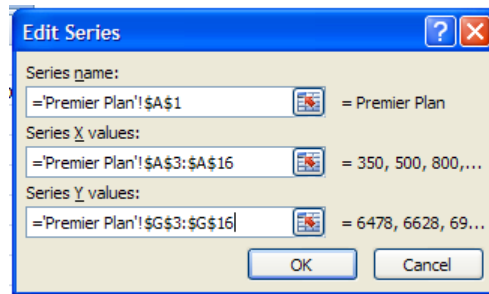 Edit Series
Series name:
='Premier Plan'!$A$1 = Premier Plan
Series X values:
='Premier Plan'!$A$3:$A$16 = 350, 500, 800,...
Series Y values:
='Premier Plan'!$G$3:$G$16 = 6478, 6628, 69...
OK Cancel